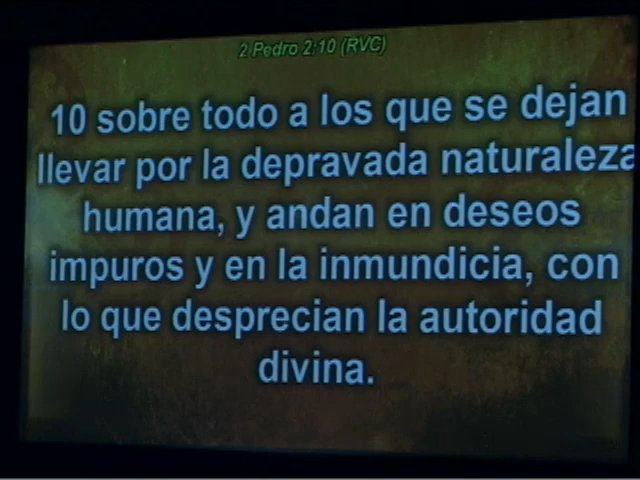 2 Pedro 2:10 (RVC)
10 sobre todo a los que se dejan
llevar por la depravada naturaleza
humana, y andan en deseos
impuros y en la inmundicia, con
lo que desprecian la autoridad
divina.